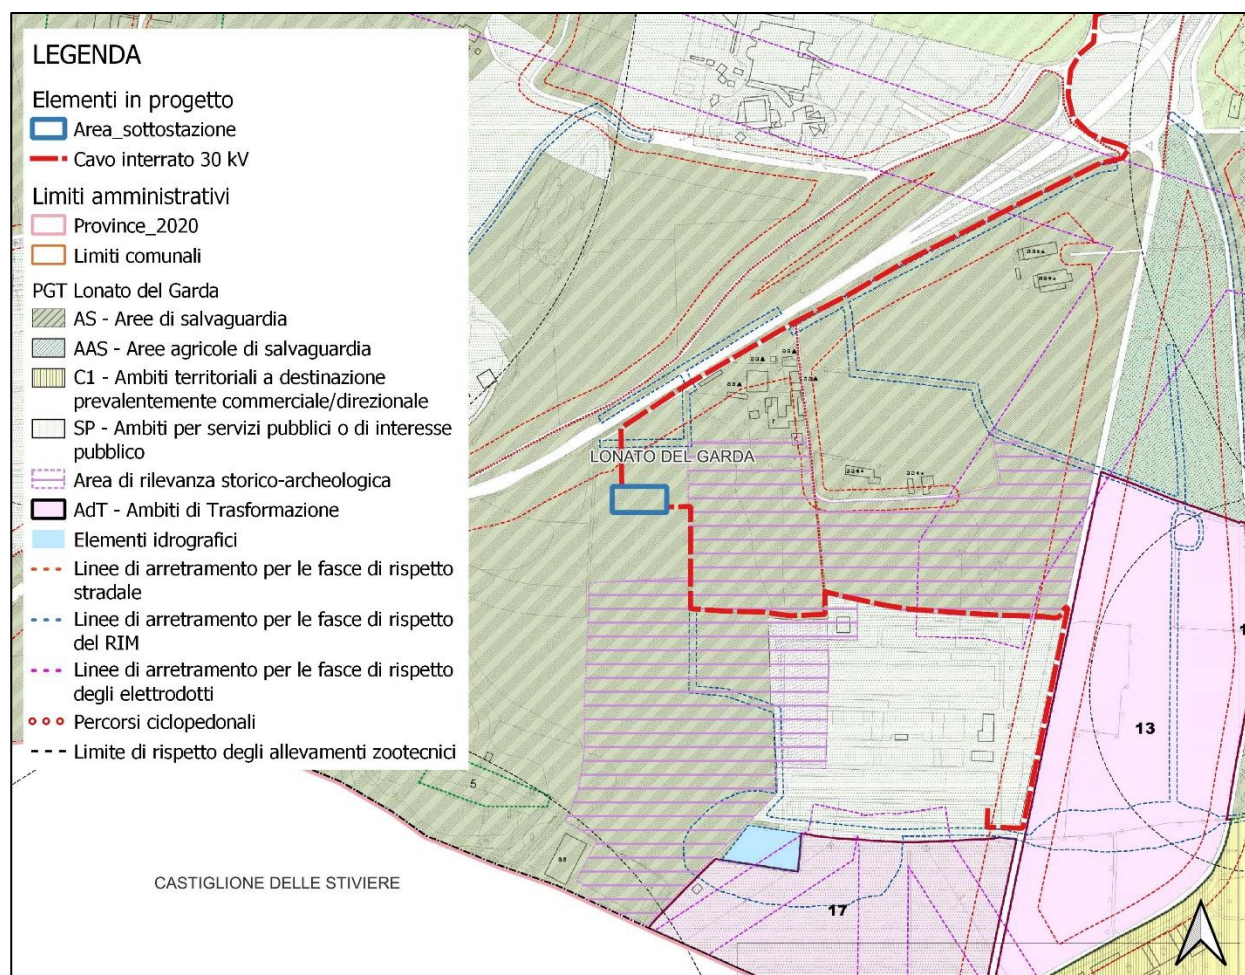 LEGENDA
Elementi in progetto
Area_sottostazione
Cavo interrato 30 kV
Limiti amministrativi
Province_2020
Limiti comunali
PGT Lonato del Garda
AS - Aree di salvaguardia
AAS - Aree agricole di salvaguardia
C1 - Ambiti territoriali a destinazione
prevalentemente commerciale/direzionale
SP - Ambiti per servizi pubblici o di interesse
pubblico
Area di rilevanza storico-archeologica
AdT - Ambiti di Trasformazione
Elementi idrografici
Linee di arretramento per le fasce di rispetto
stradale
Linee di arretramento per le fasce di rispetto
del RIM
Linee di arretramento per le fasce di rispetto
degli elettrodotti
Percorsi ciclopedonali
Limite di rispetto degli allevamenti zootecnici
LONATO DEL GARDA
13
5
CASTIGLIONE DELLE STIVIERE
17